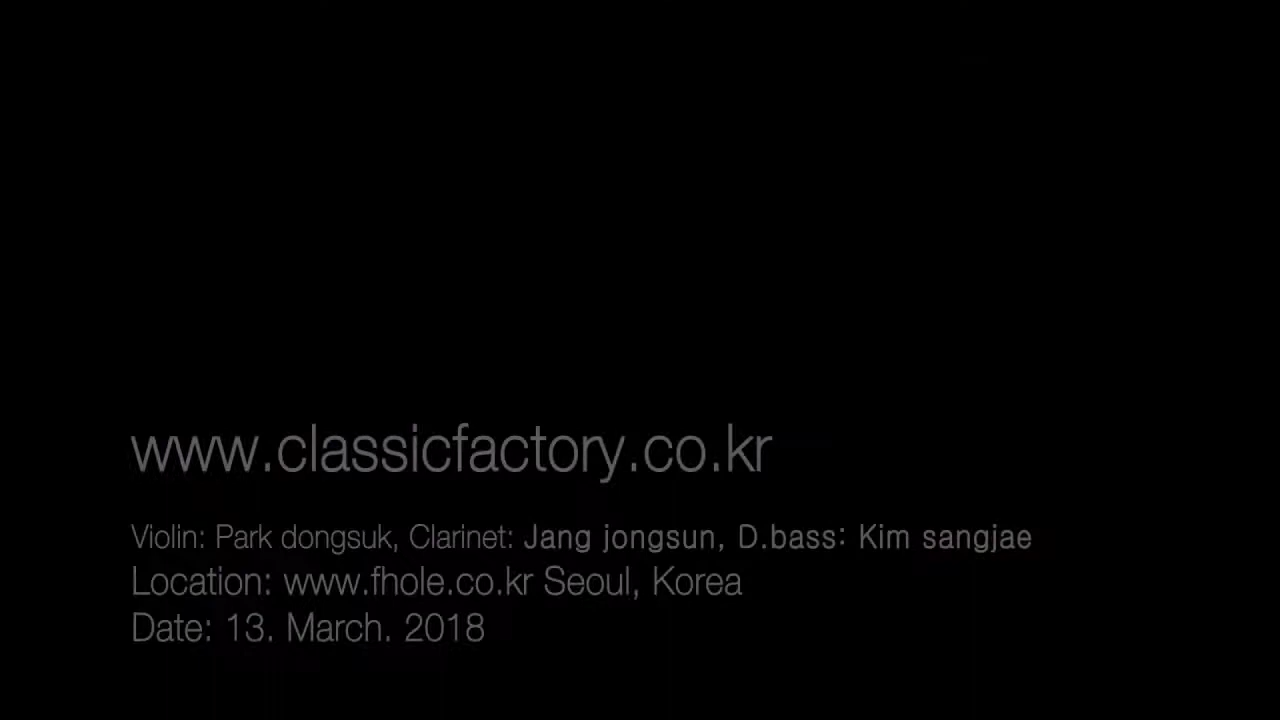 www.classicfactory.co.kr
Violin: Park dongsuk, Clarinet: Jang jongsun, D.bass: Kim sangjae
Location: www.fhole.co.kr Seoul, Korea
Date: 13. March. 2018